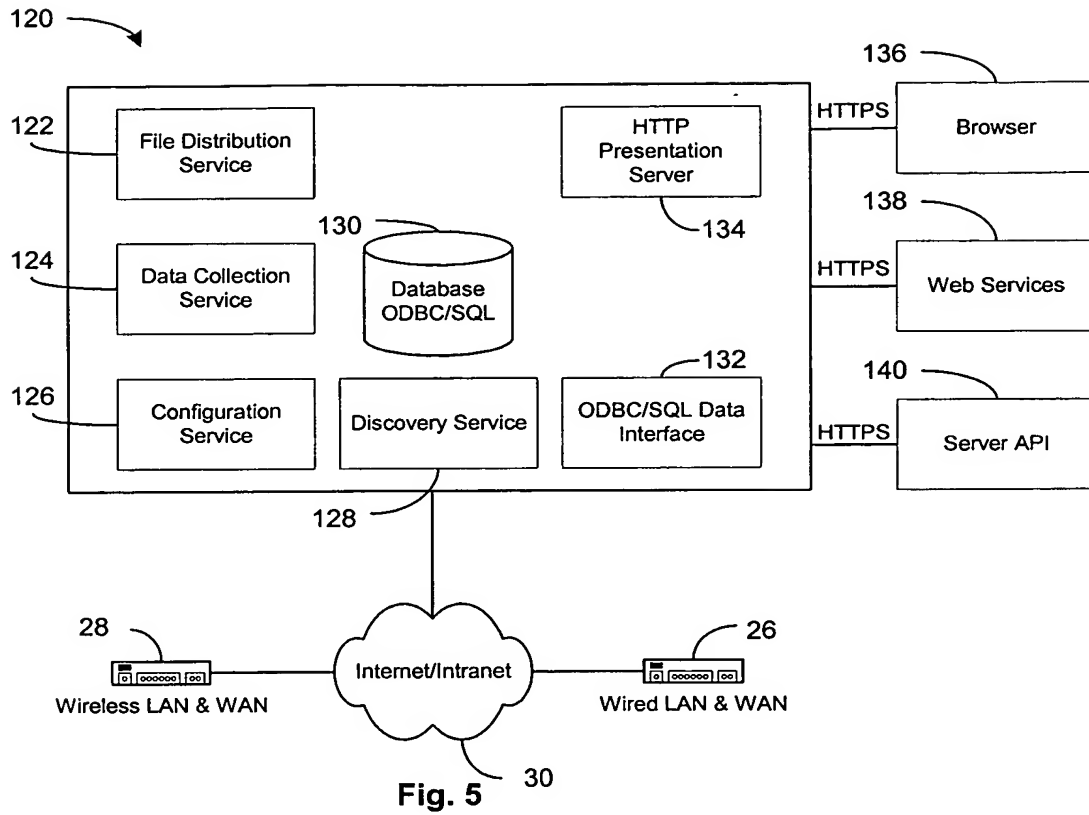 120
136
HTTPS
Browser
122
File Distribution
Service
HTTP
Presentation
Server
134
138
HTTPS
Web Services
130
Database
ODBC/SQL
124
Data Collection
Service
132
140
HTTPS
Server API
126
Configuration
Service
Discovery Service
ODBC/SQL Data
Interface
128
28
26
Internet/Intranet
Wireless LAN & WAN
Wired LAN & WAN
30
Fig. 5